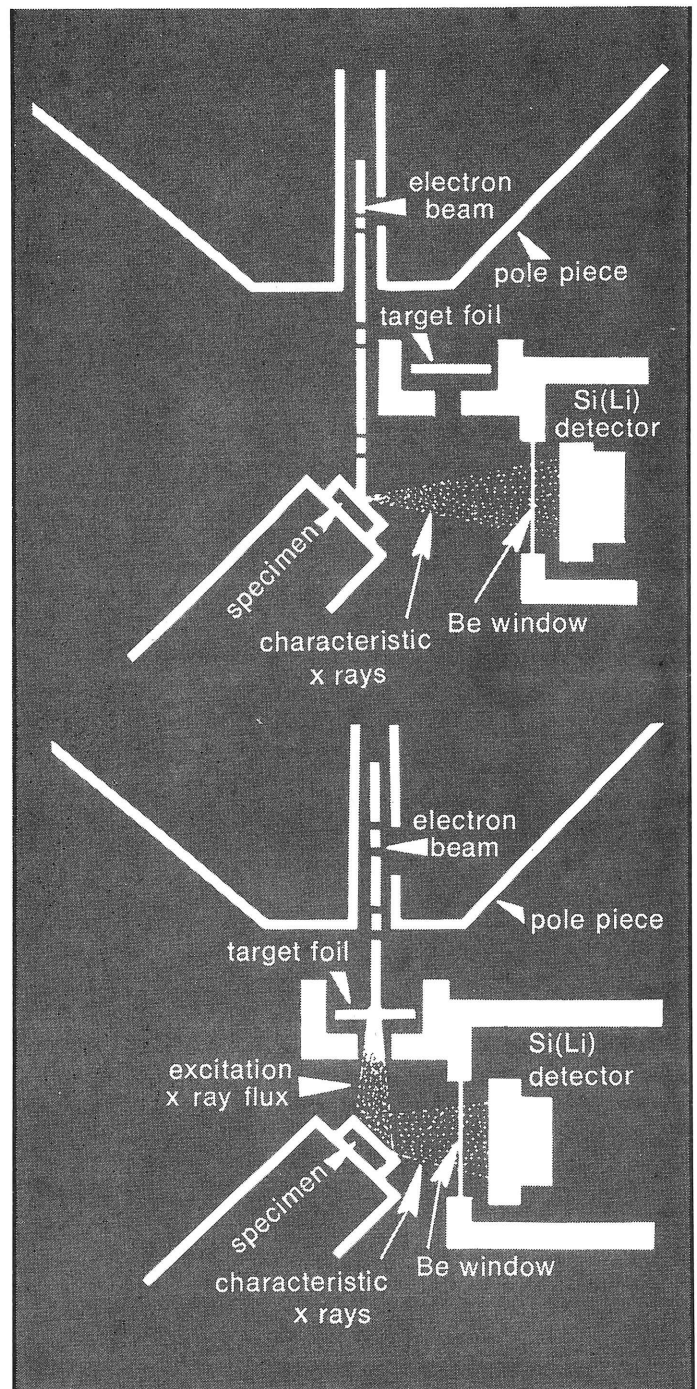 electron
beam
pole piece
target foil
Si(Li)
detector
specimen
Be window
characteristic
x rays
electron
beam
pole piece
target foil
Si(Li)
detector
excitation
x ray flux
specimen
Be window
characteristic
x rays